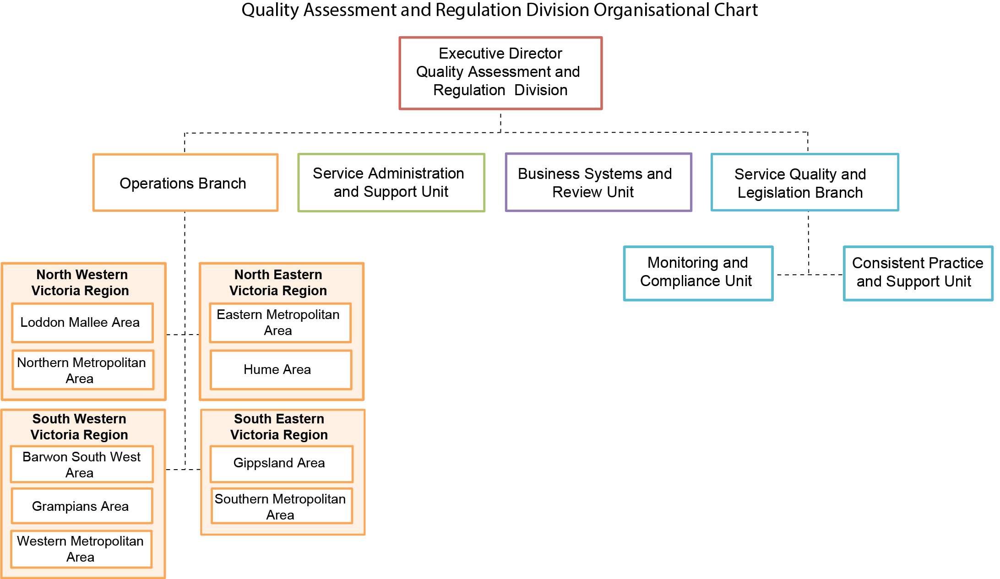 Quality Assessment and Regulation Division Organisational Chart
Executive Director
Quality Assessment and
Regulation Division
Operations Branch
Service Administration
and Support Unit
Business Systems and
Review Unit
Service Quality and
Legislation Branch
Monitoring and
Compliance Unit
Consistent Practice
and Support Unit
North Western
Victoria Region
Loddon Mallee Area
Northern Metropolitan
Area
North Eastern
Victoria Region
Eastern Metropolitan
Area
Hume Area
South Western
Victoria Region
Barwon South West
Area
Grampians Area
Western Metropolitan
Area
South Eastern
Victoria Region
Gippsland Area
Southern Metropolitan
Area